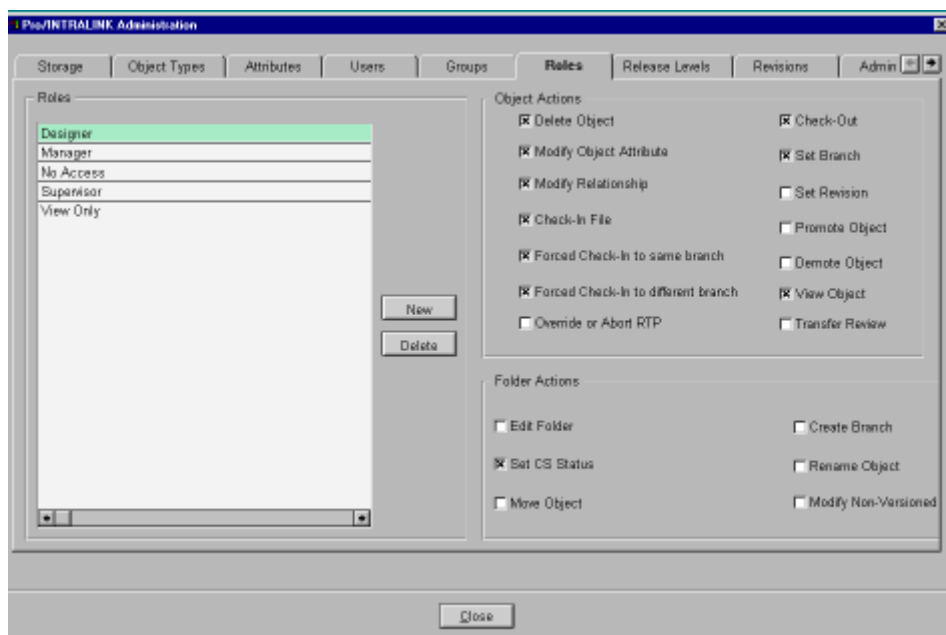 Pro/INTRALINK Administration
Storage Object Types Attributes Users Groups Roles Release Levels Revisions Admin
Roles
Designer
Manager
No Access
Supervisor
View Only
New
Delete
Object Actions
Delete Object Check-Out
Modify Object Attribute Set Branch
Modify Relationship Set Revision
Check-In File Promote Object
Forced Check-In to same branch Demote Object
Forced Check-In to different branch View Object
Override or Abort RTP Transfer Review
Folder Actions
Edit Folder Create Branch
Set CS Status Rename Object
Move Object Modify Non-Versioned
Close